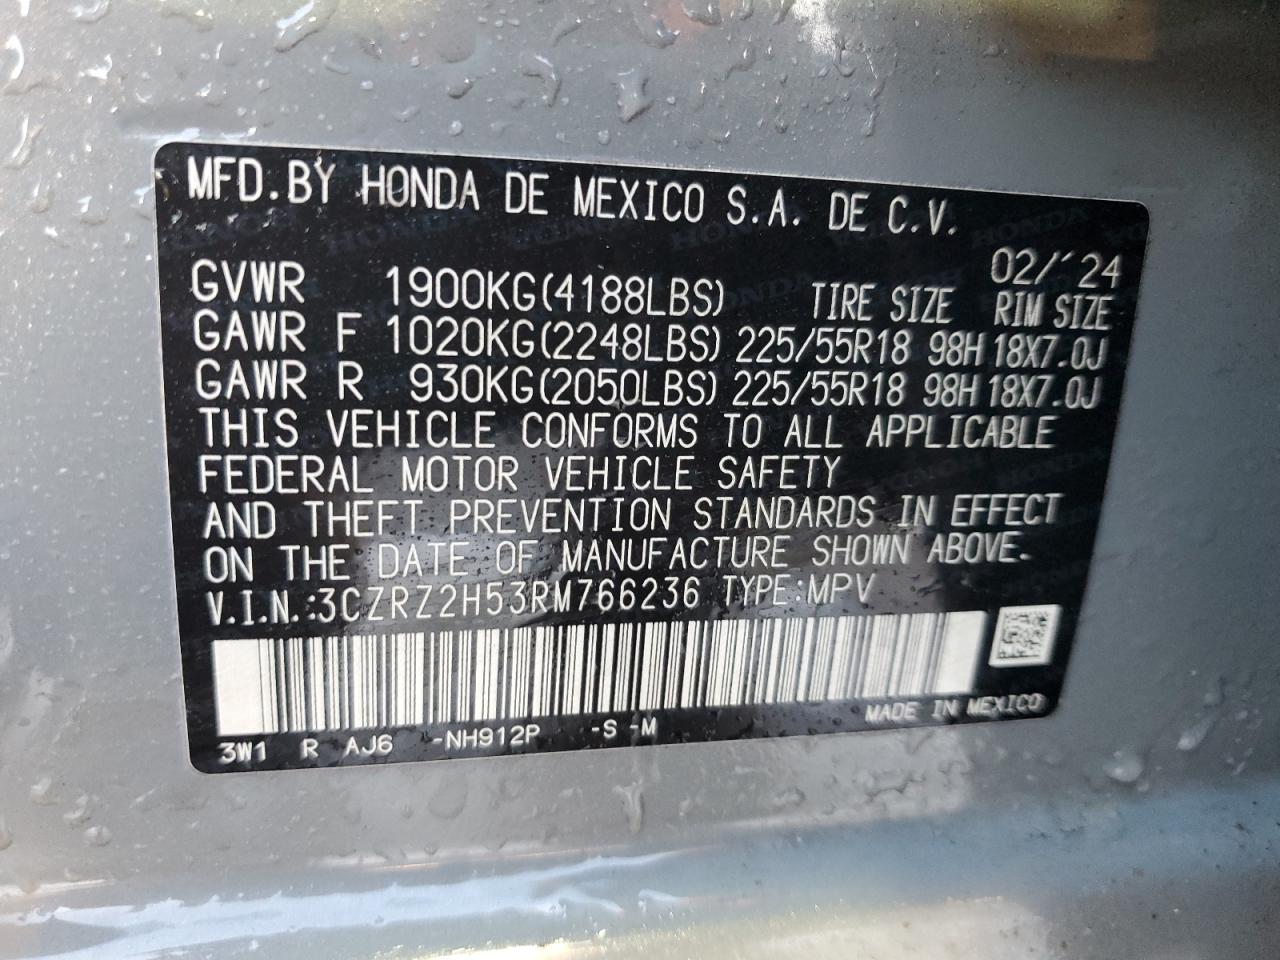 MFD.BY HONDA DE MEXICO S.A. DE C.V.
02/'24
GVWR 1900KG(4188LBS) TIRE SIZE RIM SIZE
GAWR F 1020KG(2248LBS) 225/55R18 98H 18X7.0J
GAWR R 930KG(2050LBS) 225/55R18 98H 18X7.0J
THIS VEHICLE CONFORMS TO ALL APPLICABLE
FEDERAL MOTOR VEHICLE SAFETY
AND THEFT PREVENTION STANDARDS IN EFFECT
ON THE DATE OF MANUFACTURE SHOWN ABOVE.
V.I.N.:3CZRZ2H53RM766236 TYPE:MPV
MADE IN MEXICO
3W1 R AJ6 -NH912P -S -M